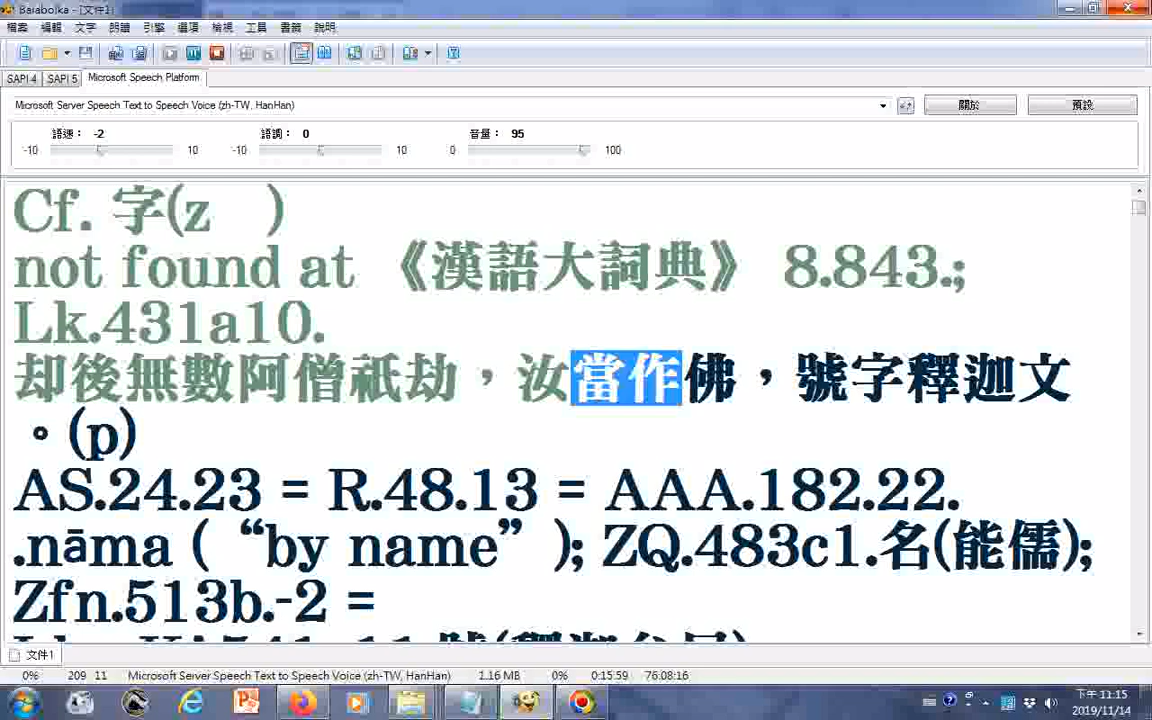 Balabolka - [文件1]
檔案 編輯 文字 朗讀 引擎 選項 檢視 工具 書籤 說明
SAPI 4 SAPI 5 Microsoft Speech Platform
Microsoft Server Speech Text to Speech Voice (zh-TW, HanHan) 關於 預設
語速： -2 語調： 0 音量： 95
-10 10 -10 10 0 100
Cf. 字(z )
not found at 《漢語大詞典》 8.843.;
Lk.431a10.
却後無數阿僧祇劫，汝當作佛，號字釋迦文
。(p)
AS.24.23 = R.48.13 = AAA.182.22.
.nāma (“by name”); ZQ.483c1.名(能儒);
Zfn.513b.-2 =
文件1
0% 209 11 Microsoft Server Speech Text to Speech Voice (zh-TW, HanHan) 1.16 MB 0% 0:15:59 76:08:16
下午 11:15
2019/11/14